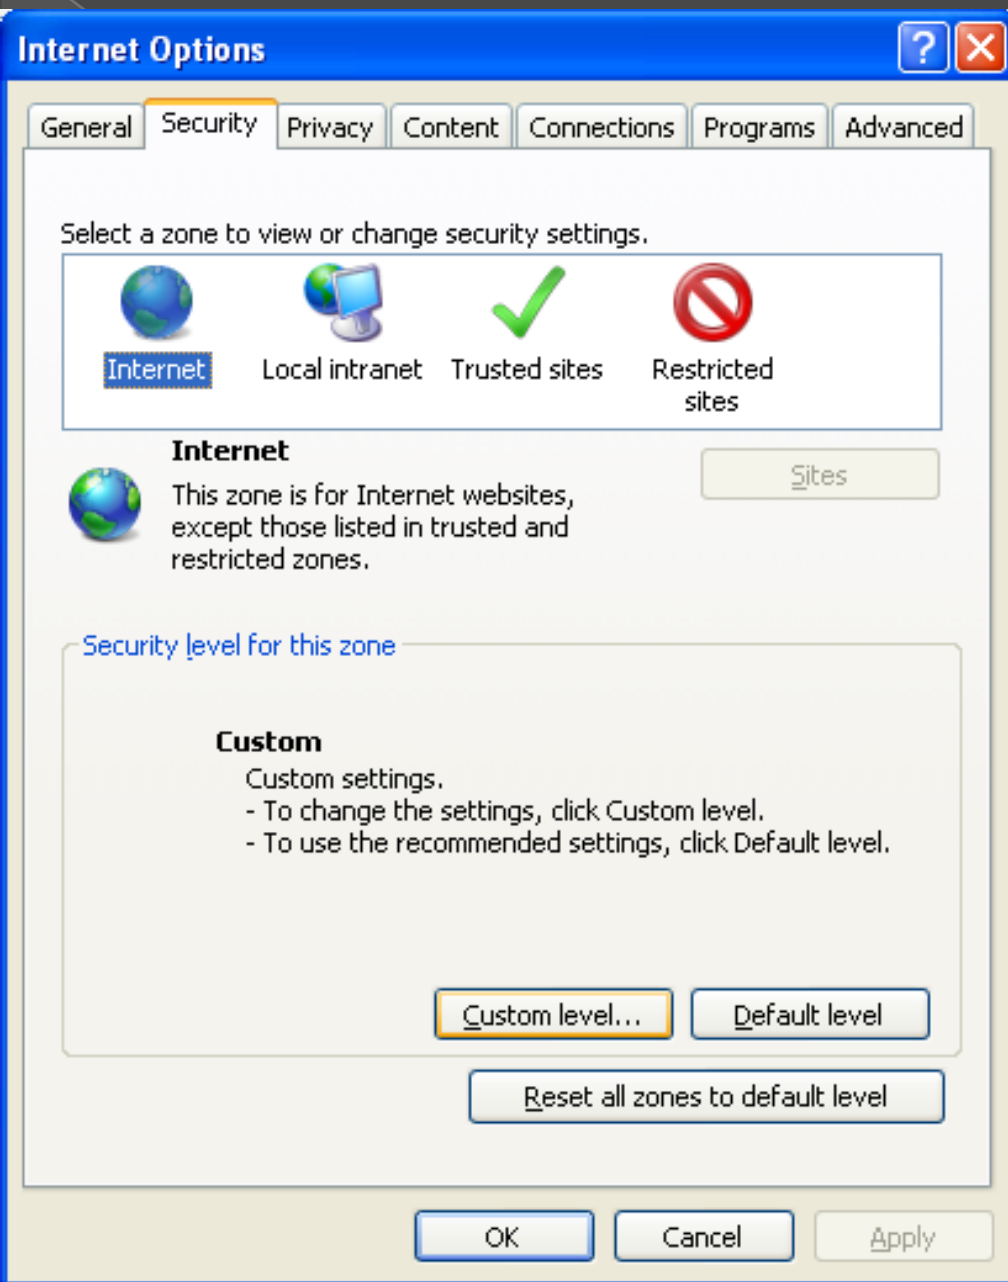 Internet Options
General Security Privacy Content Connections Programs Advanced
Select a zone to view or change security settings.
Internet Local intranet Trusted sites Restricted sites
Internet
Sites
This zone is for Internet websites,
except those listed in trusted and
restricted zones.
Security level for this zone
Custom
Custom settings.
- To change the settings, click Custom level.
- To use the recommended settings, click Default level.
Custom level... Default level
Reset all zones to default level
OK Cancel Apply